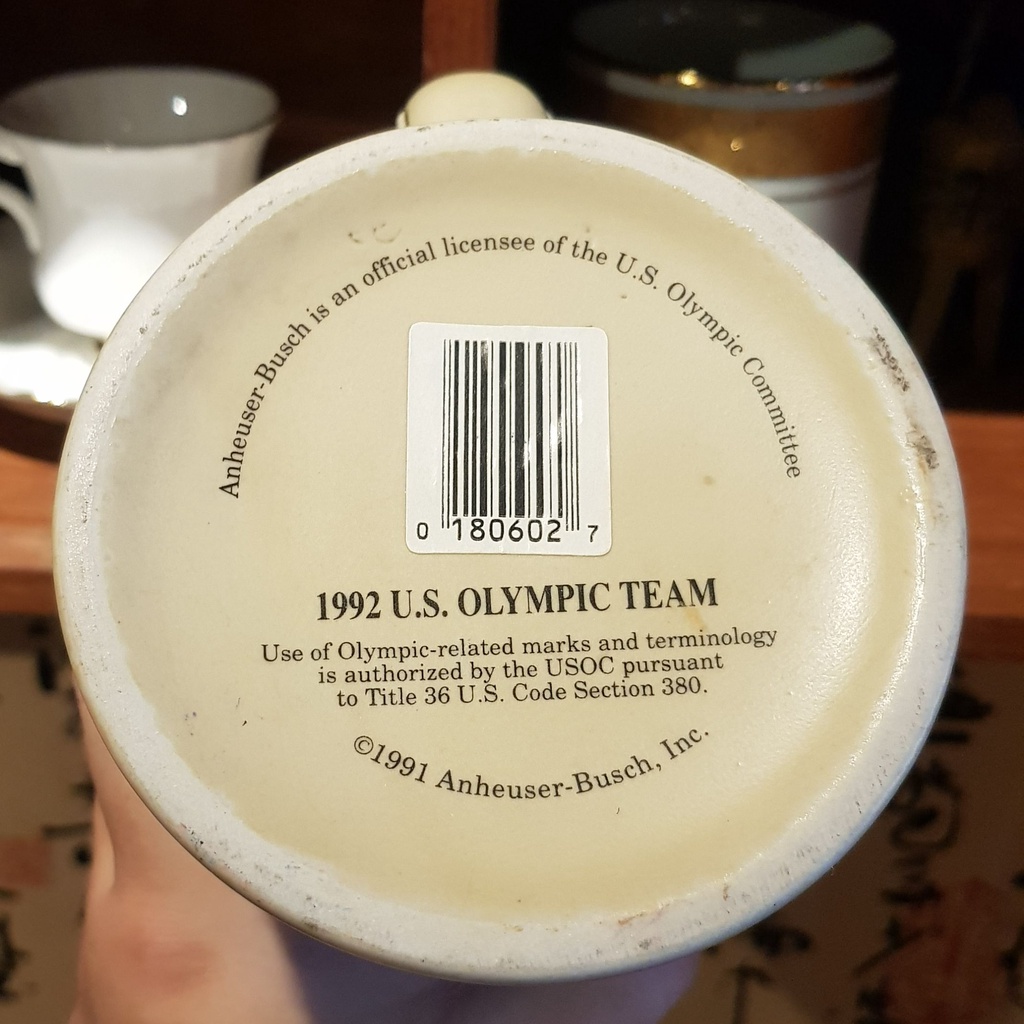 Anheuser-Busch is an official licensee of the U.S. Olympic Committee
0 180602 7
1992 U.S. OLYMPIC TEAM
Use of Olympic-related marks and terminology
is authorized by the USOC pursuant
to Title 36 U.S. Code Section 380.
©1991 Anheuser-Busch, Inc.